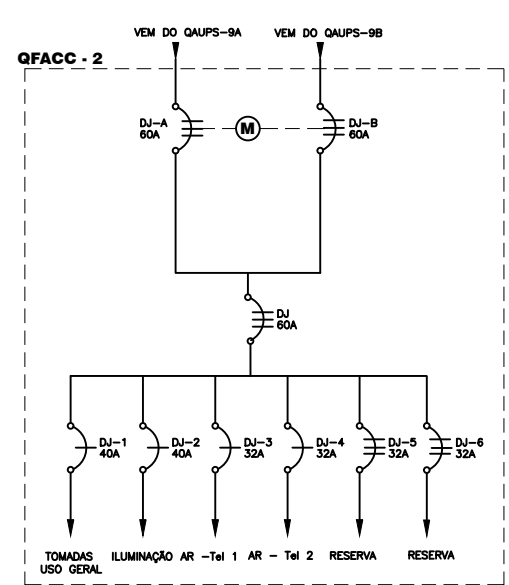 VEM DO QAUPS-9A
VEM DO QAUPS-9B
QFACC - 2
DJ-A
60A
M
DJ-B
60A
DJ
60A
DJ-1
40A
DJ-2
40A
DJ-3
32A
DJ-4
32A
DJ-5
32A
DJ-6
32A
TOMADAS
USO GERAL
ILUMINAÇÃO
AR -Tel 1
AR - Tel 2
RESERVA
RESERVA